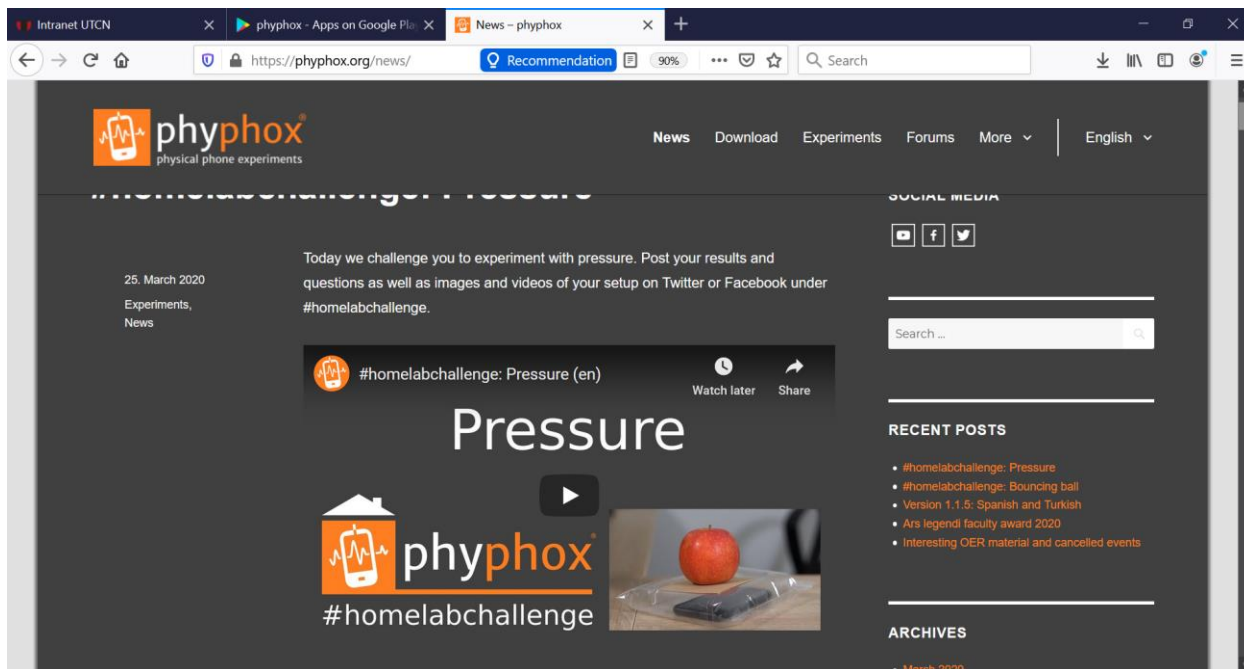 Intranet UTCN
phyphox - Apps on Google Pla
News – phyphox
https://phyphox.org/news/
Recommendation
90%
Search
phyphox
physical phone experiments
News Download Experiments Forums More English
#homelabchallenge: Pressure
25. March 2020
Experiments,
News
Today we challenge you to experiment with pressure. Post your results and
questions as well as images and videos of your setup on Twitter or Facebook under
#homelabchallenge.
#homelabchallenge: Pressure (en)
Watch later Share
Pressure
phyphox
#homelabchallenge
SOCIAL MEDIA
Search ...
RECENT POSTS
#homelabchallenge: Pressure
#homelabchallenge: Bouncing ball
Version 1.1.5: Spanish and Turkish
Ars legendi faculty award 2020
Interesting OER material and cancelled events
ARCHIVES
March 2020